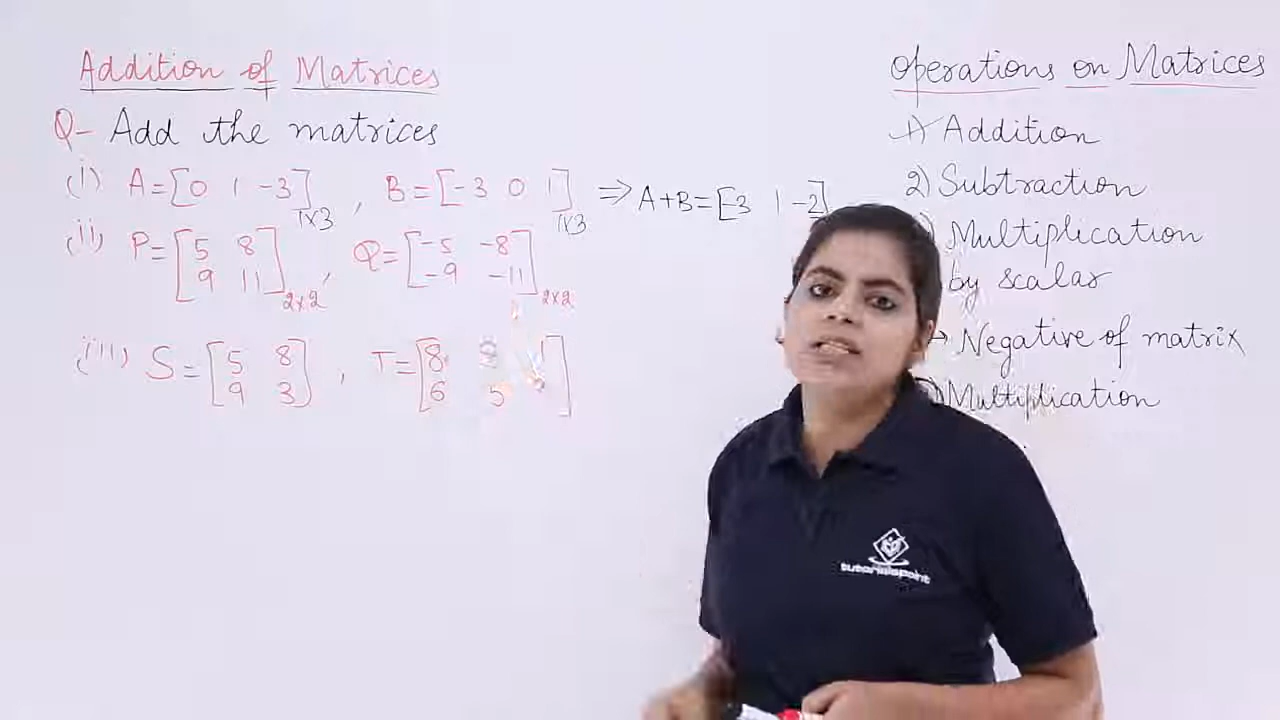 Addition of Matrices
Q- Add the matrices
(i) A=[0 1 -3]1x3 , B=[-3 0 1]1x3 ⇒ A+B=[-3 1 -2]
(ii) P=[5 8
9 11]2x2 , Q=[-5 -8
-9 -11]2x2
(iii) S=[5 8
9 3] , T=[8
6 5 ]
Operations on Matrices
1) Addition
2) Subtraction
) Multiplication
by scalar
→ Negative of matrix
) Multiplication
tutorialspoint